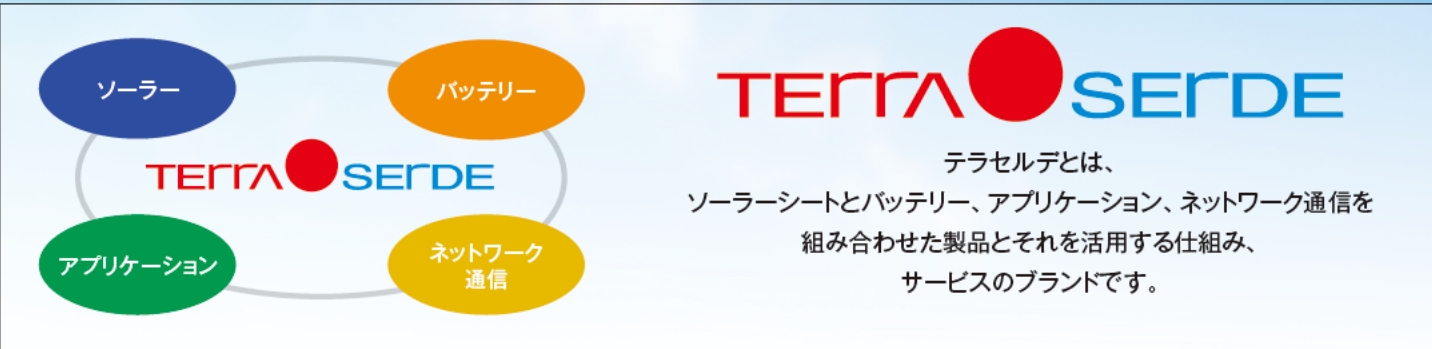 ソーラー
バッテリー
TERRA SERDE
アプリケーション
ネットワーク
通信
TERRA SERDE
テラセルデとは、
ソーラーシートとバッテリー、アプリケーション、ネットワーク通信を
組み合わせた製品とそれを活用する仕組み、
サービスのブランドです。